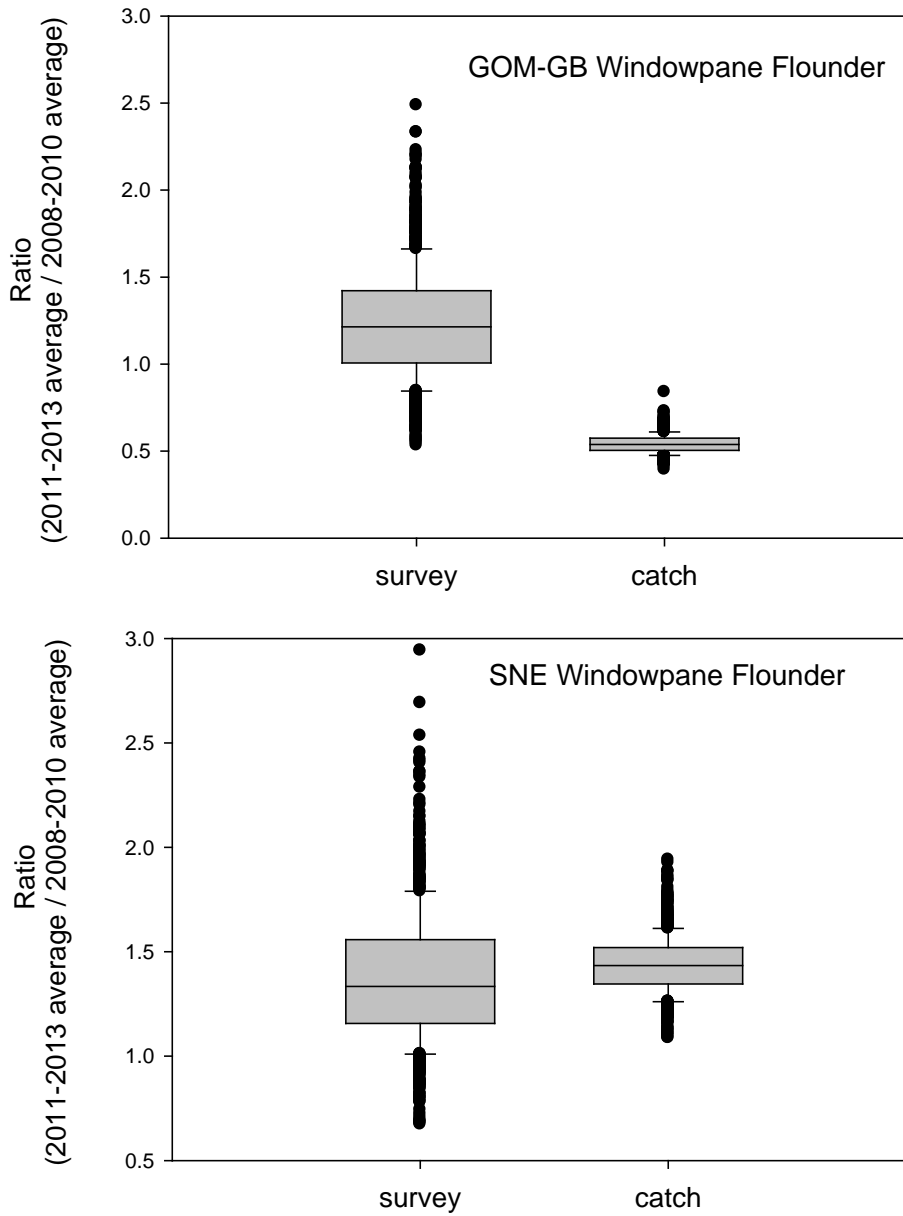 GOM-GB Windowpane Flounder
Ratio
(2011-2013 average / 2008-2010 average)
3.0
2.5
2.0
1.5
1.0
0.5
0.0
survey
catch
SNE Windowpane Flounder
Ratio
(2011-2013 average / 2008-2010 average)
3.0
2.5
2.0
1.5
1.0
0.5
survey
catch